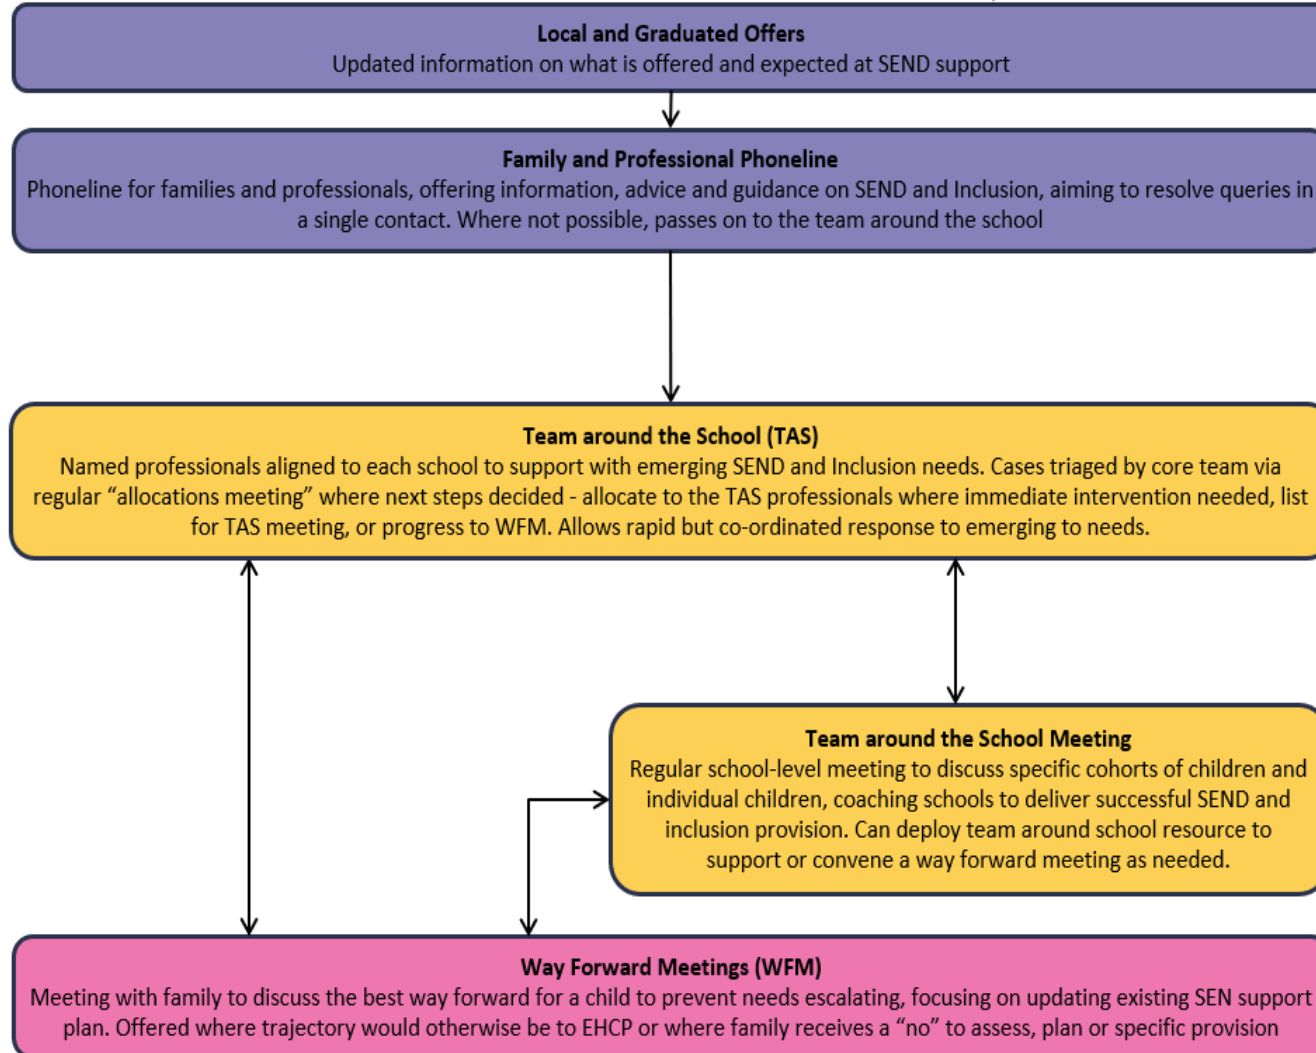 Local and Graduated Offers
Updated information on what is offered and expected at SEND support
Family and Professional Phoneline
Phoneline for families and professionals, offering information, advice and guidance on SEND and Inclusion, aiming to resolve queries in
a single contact. Where not possible, passes on to the team around the school
Team around the School (TAS)
Named professionals aligned to each school to support with emerging SEND and Inclusion needs. Cases triaged by core team via
regular “allocations meeting” where next steps decided - allocate to the TAS professionals where immediate intervention needed, list
for TAS meeting, or progress to WFM. Allows rapid but co-ordinated response to emerging to needs.
Team around the School Meeting
Regular school-level meeting to discuss specific cohorts of children and
individual children, coaching schools to deliver successful SEND and
inclusion provision. Can deploy team around school resource to
support or convene a way forward meeting as needed.
Way Forward Meetings (WFM)
Meeting with family to discuss the best way forward for a child to prevent needs escalating, focusing on updating existing SEN support
plan. Offered where trajectory would otherwise be to EHCP or where family receives a “no” to assess, plan or specific provision